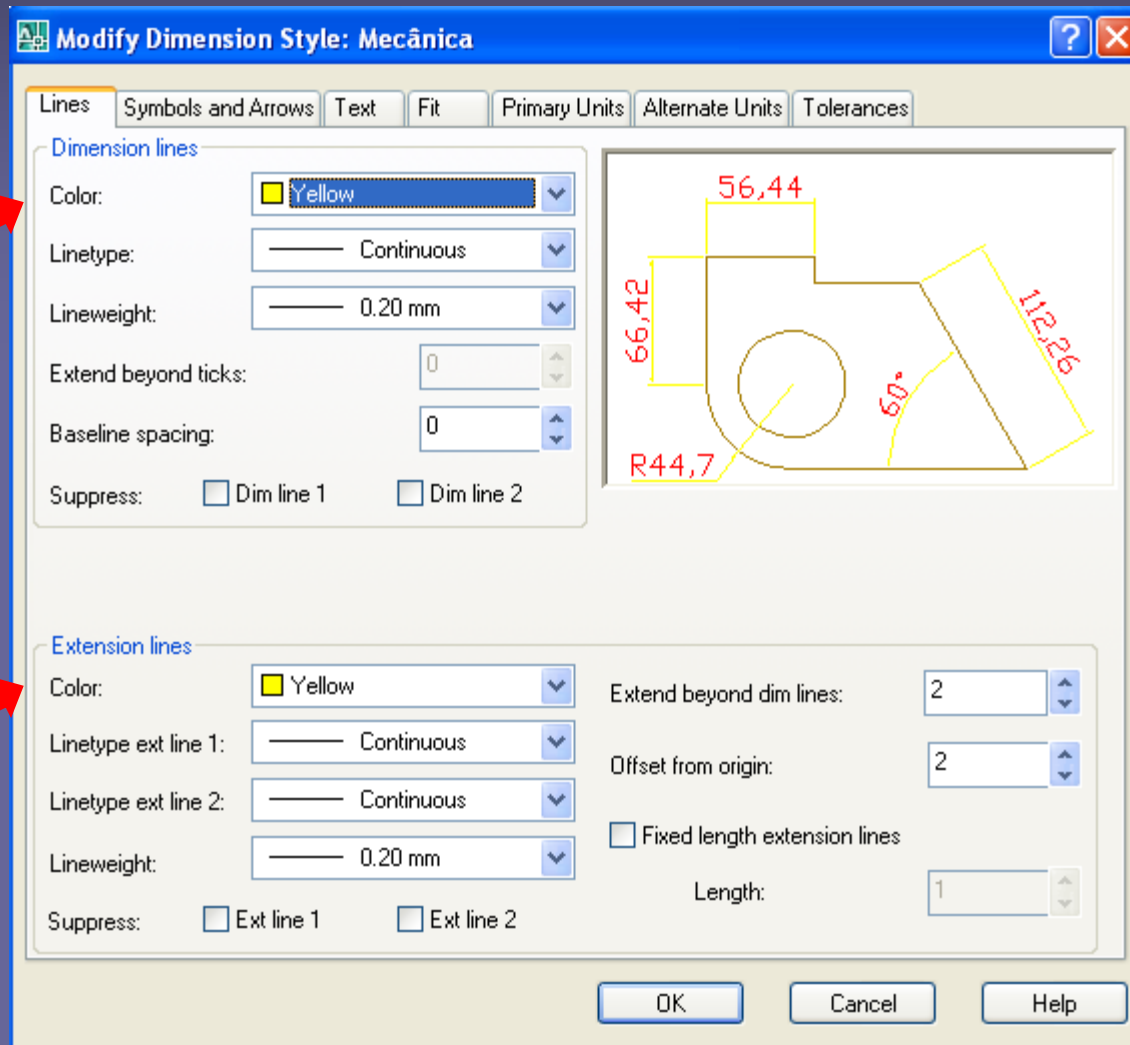 Modify Dimension Style: Mecânica
Lines
Symbols and Arrows
Text
Fit
Primary Units
Alternate Units
Tolerances
Dimension lines
Color:
Yellow
Linetype:
Continuous
Lineweight:
0.20 mm
Extend beyond ticks:
0
Baseline spacing:
0
Suppress:
Dim line 1
Dim line 2
56,44
66,42
112,26
60°
R44,7
Extension lines
Color:
Yellow
Linetype ext line 1:
Continuous
Linetype ext line 2:
Continuous
Lineweight:
0.20 mm
Suppress:
Ext line 1
Ext line 2
Extend beyond dim lines:
2
Offset from origin:
2
Fixed length extension lines
Length:
1
OK
Cancel
Help